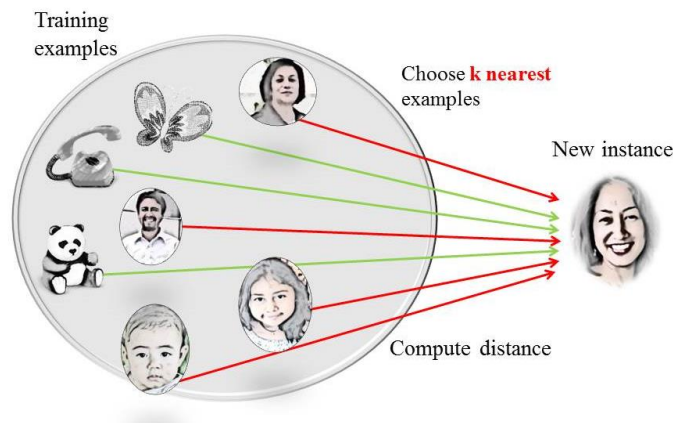 Training
examples
Choose k nearest
examples
New instance
Compute distance